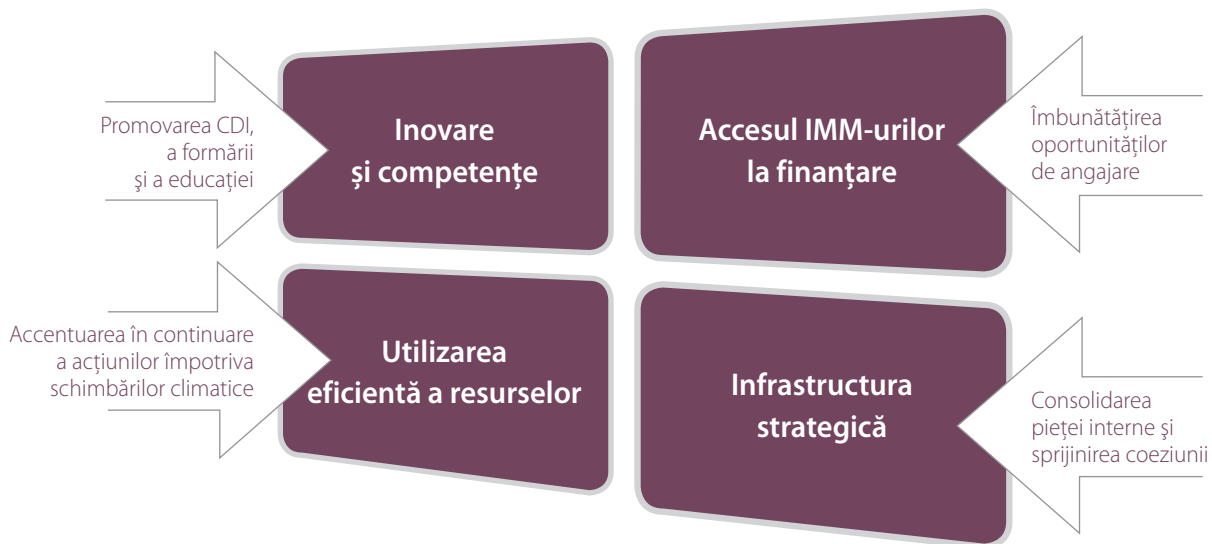 Promovarea CDI,
a formării
şi a educației
Inovare
și competențe
Accesul IMM-urilor
la finanțare
Îmbunătățirea
oportunităților
de angajare
Accentuarea în continuare
a acțiunilor împotriva
schimbărilor climatice
Utilizarea
eficientă a resurselor
Infrastructura
strategică
Consolidarea
pieței interne şi
sprijinirea coeziunii